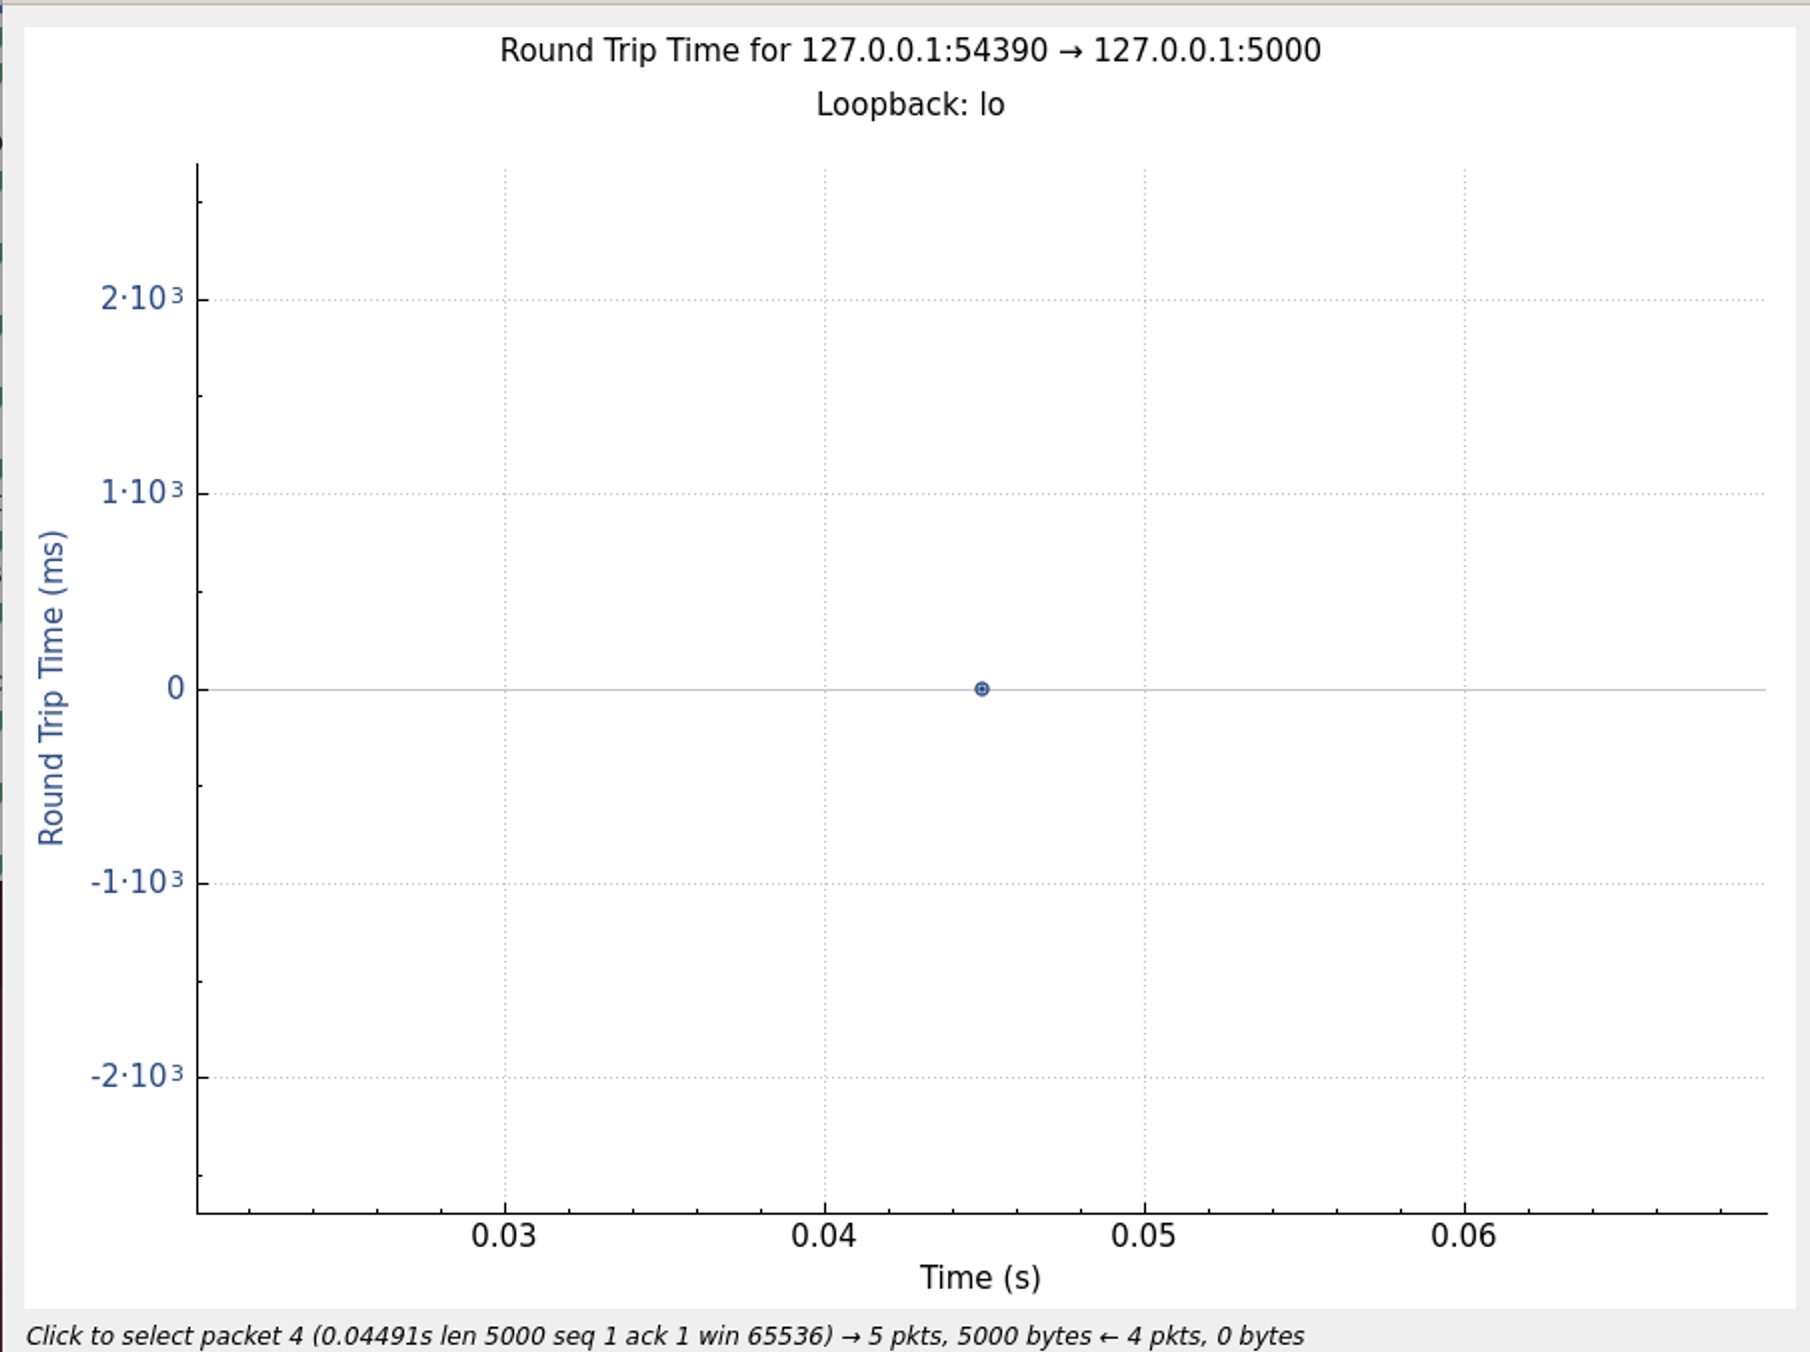 Round Trip Time for 127.0.0.1:54390 → 127.0.0.1:5000
Loopback: lo
Round Trip Time (ms)
2·10³
1·10³
0
-1·10³
-2·10³
0.03 0.04 0.05 0.06
Time (s)
Click to select packet 4 (0.04491s len 5000 seq 1 ack 1 win 65536) → 5 pkts, 5000 bytes ← 4 pkts, 0 bytes